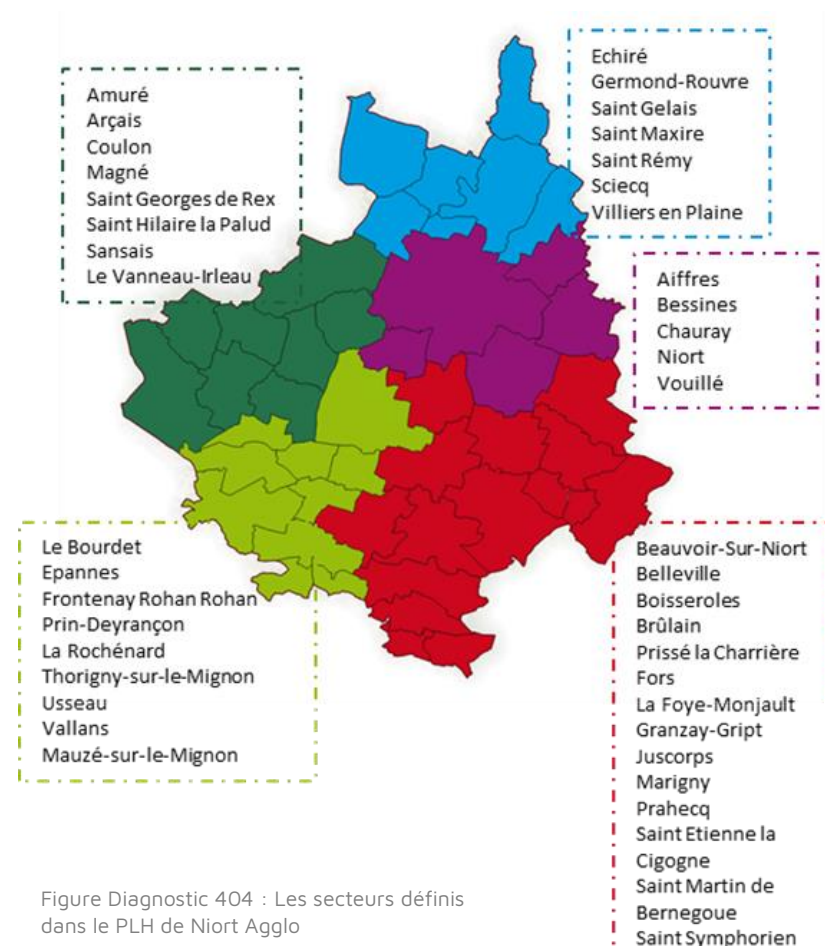 Amuré
Arçais
Coulon
Magné
Saint Georges de Rex
Saint Hilaire la Palud
Sansais
Le Vanneau-Irleau
Echiré
Germond-Rouvre
Saint Gelais
Saint Maxire
Saint Rémy
Sciecq
Villiers en Plaine
Aiffres
Bessines
Chauray
Niort
Vouillé
Le Bourdet
Epannes
Frontenay Rohan Rohan
Prin-Deyrançon
La Rochénard
Thorigny-sur-le-Mignon
Usseau
Vallans
Mauzé-sur-le-Mignon
Beauvoir-Sur-Niort
Belleville
Boisseroles
Brûlain
Prissé la Charrière
Fors
La Foye-Monjault
Granzay-Gript
Juscorps
Marigny
Prahecq
Saint Etienne la
Cigogne
Saint Martin de
Bernegoue
Saint Symphorien
Figure Diagnostic 404 : Les secteurs définis
dans le PLH de Niort Agglo